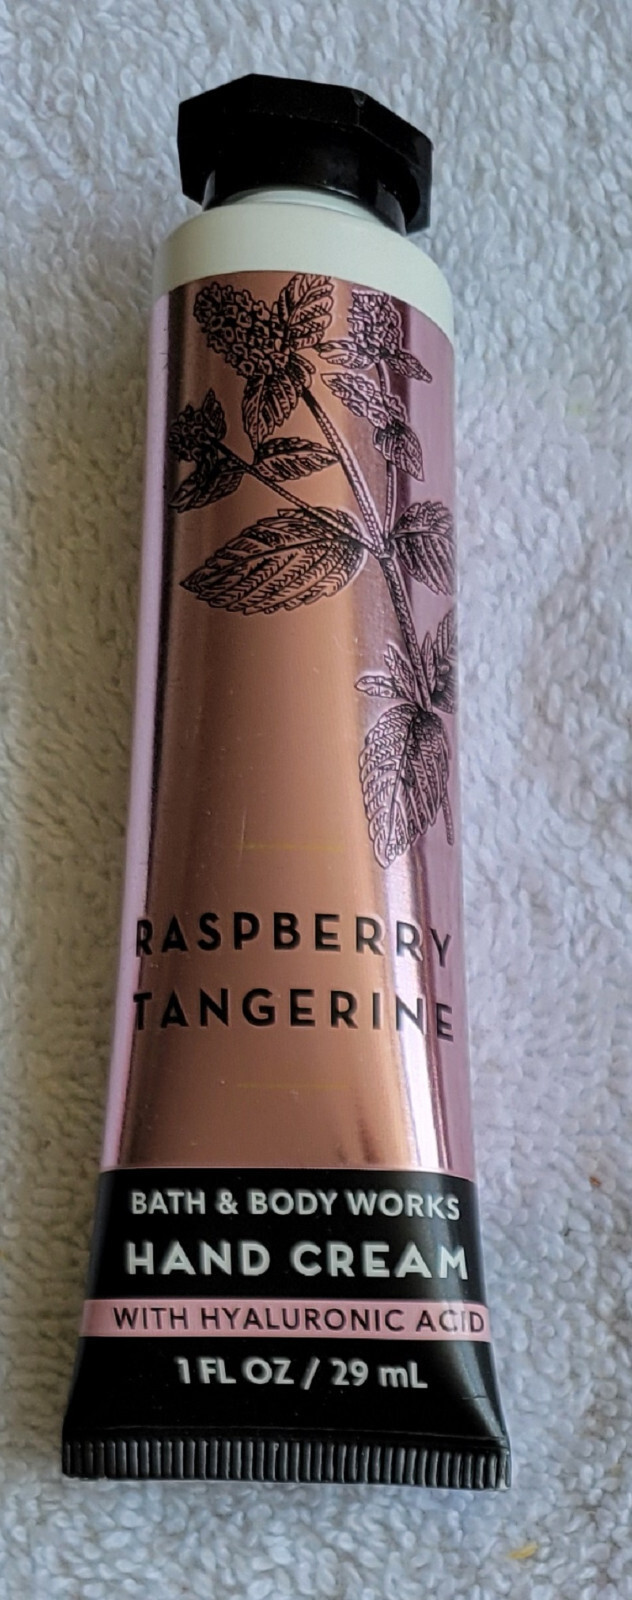 RASPBERRY
TANGERINE
BATH & BODY WORKS
HAND CREAM
WITH HYALURONIC ACID
1 FL OZ / 29 mL